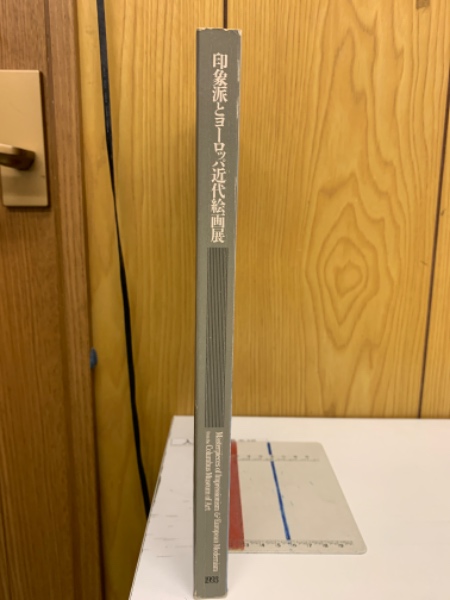 印象派とヨーロッパ近代絵画展
Masterpieces of Impressionism & European Modernism
from the Columbus Museum of Art